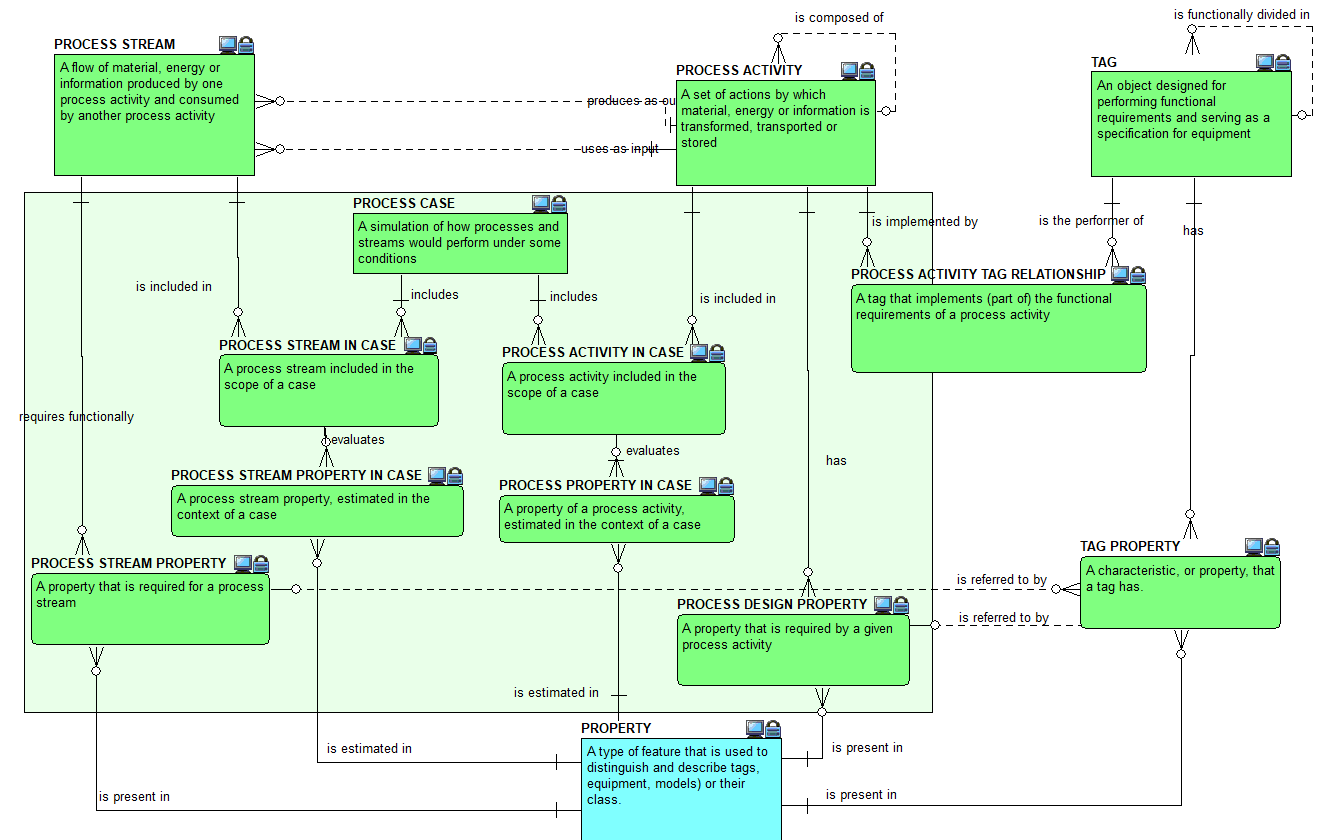 is composed of
is functionally divided in
PROCESS STREAM
A flow of material, energy or
information produced by one
process activity and consumed
by another process activity
PROCESS ACTIVITY
A set of actions by which
material, energy or information is
transformed, transported or
stored
TAG
An object designed for
performing functional
requirements and serving as a
specification for equipment
produces as ou
uses as input
PROCESS CASE
A simulation of how processes and
streams would perform under some
conditions
is implemented by
is the performer of
has
is included in
includes
includes
is included in
PROCESS ACTIVITY TAG RELATIONSHIP
A tag that implements (part of) the functional
requirements of a process activity
PROCESS STREAM IN CASE
A process stream included in the
scope of a case
PROCESS ACTIVITY IN CASE
A process activity included in the
scope of a case
requires functionally
evaluates
evaluates
has
PROCESS STREAM PROPERTY IN CASE
A process stream property, estimated in the
context of a case
PROCESS PROPERTY IN CASE
A property of a process activity,
estimated in the context of a case
PROCESS STREAM PROPERTY
A property that is required for a process
stream
TAG PROPERTY
A characteristic, or property, that
a tag has.
is referred to by
is referred to by
PROCESS DESIGN PROPERTY
A property that is required by a given
process activity
is estimated in
PROPERTY
A type of feature that is used to
distinguish and describe tags,
equipment, models) or their
class.
is estimated in
is present in
is present in
is present in